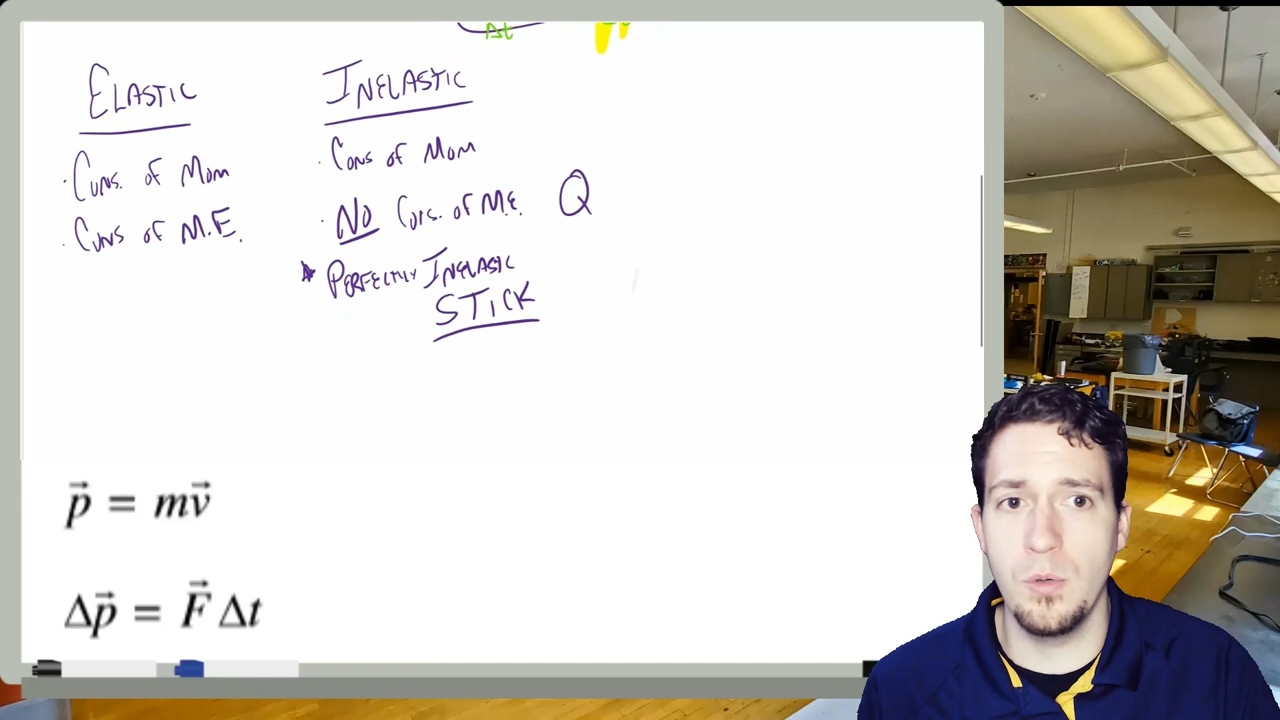 Δt
ELASTIC
· Cons. of Mom
· Cons of M.E.
INELASTIC
· Cons of Mom
· NO Cons. of M.E. Q
PERFECTLY INELASTIC
STICK
p⃗ = mv⃗
Δp⃗ = F⃗ Δt